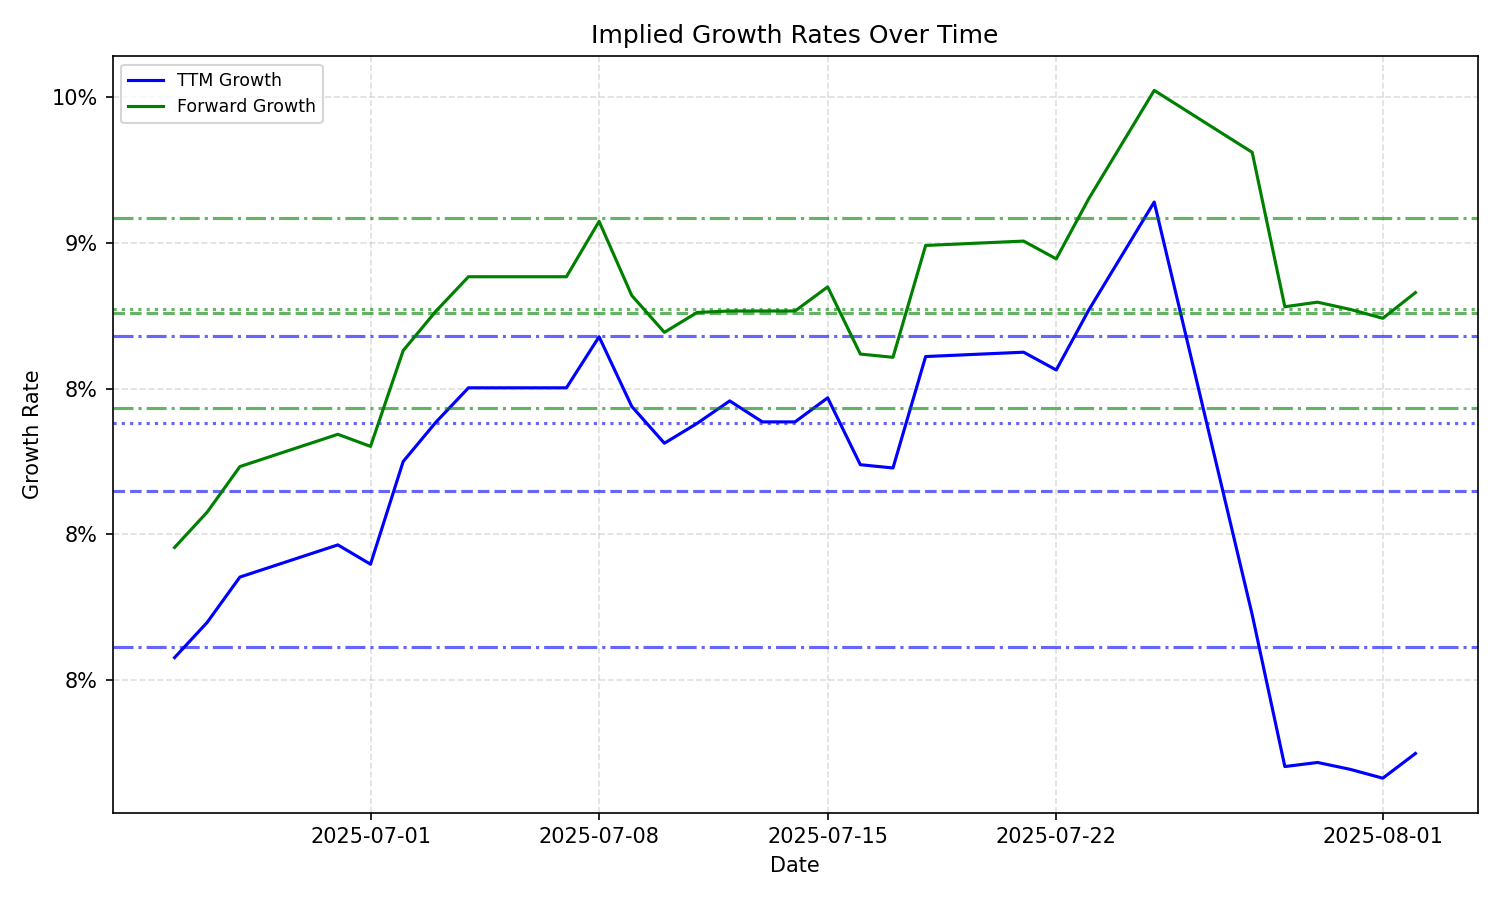 Implied Growth Rates Over Time
TTM Growth
Forward Growth
10%
9%
8%
8%
8%
Growth Rate
2025-07-01
2025-07-08
2025-07-15
2025-07-22
2025-08-01
Date